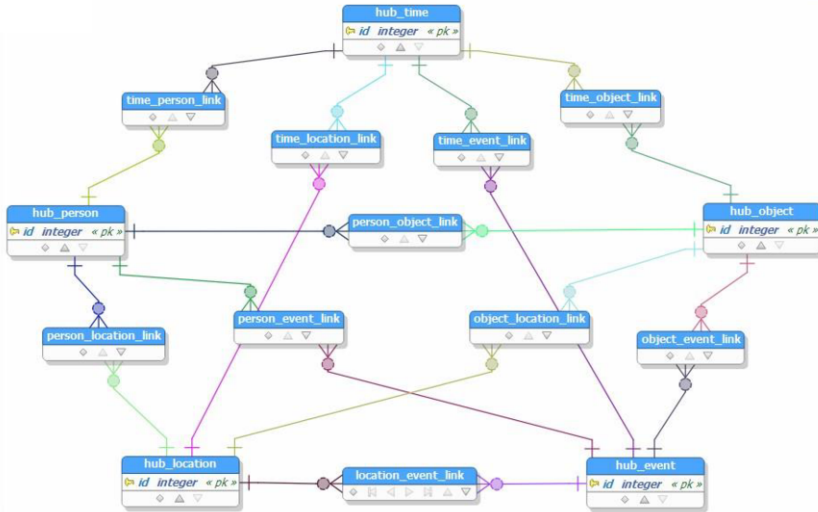 hub_time
id integer « pk »
time_person_link
time_object_link
time_location_link
time_event_link
hub_person
id integer « pk »
person_object_link
hub_object
id integer « pk »
person_location_link
person_event_link
object_location_link
object_event_link
hub_location
id integer « pk »
location_event_link
hub_event
id integer « pk »